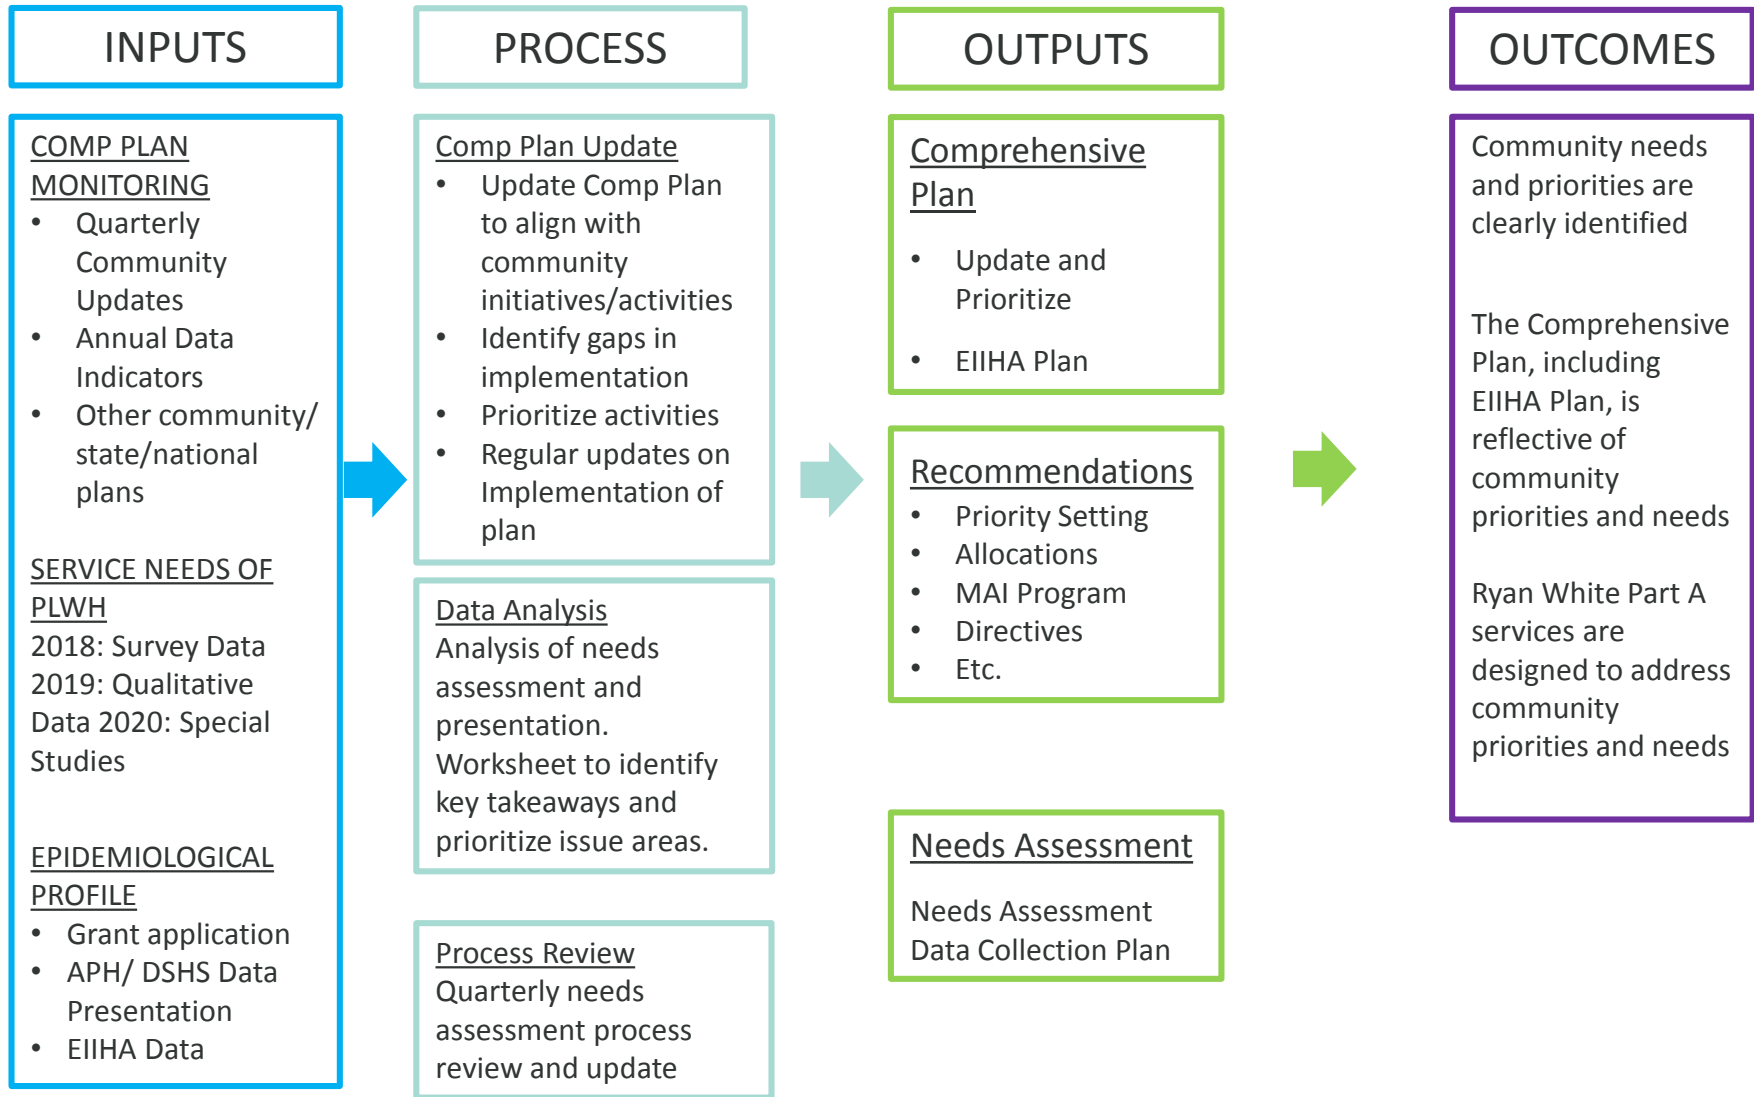 INPUTS
COMP PLAN
MONITORING
• Quarterly
Community
Updates
• Annual Data
Indicators
• Other community/
state/national
plans
SERVICE NEEDS OF
PLWH
2018: Survey Data
2019: Qualitative
Data 2020: Special
Studies
EPIDEMIOLOGICAL
PROFILE
• Grant application
• APH/ DSHS Data
Presentation
• EIIHA Data
PROCESS
Comp Plan Update
• Update Comp Plan
to align with
community
initiatives/activities
• Identify gaps in
implementation
• Prioritize activities
• Regular updates on
Implementation of
plan
Data Analysis
Analysis of needs
assessment and
presentation.
Worksheet to identify
key takeaways and
prioritize issue areas.
Process Review
Quarterly needs
assessment process
review and update
OUTPUTS
Comprehensive
Plan
• Update and
Prioritize
• EIIHA Plan
Recommendations
• Priority Setting
• Allocations
• MAI Program
• Directives
• Etc.
Needs Assessment
Needs Assessment
Data Collection Plan
OUTCOMES
Community needs
and priorities are
clearly identified
The Comprehensive
Plan, including
EIIHA Plan, is
reflective of
community
priorities and needs
Ryan White Part A
services are
designed to address
community
priorities and needs